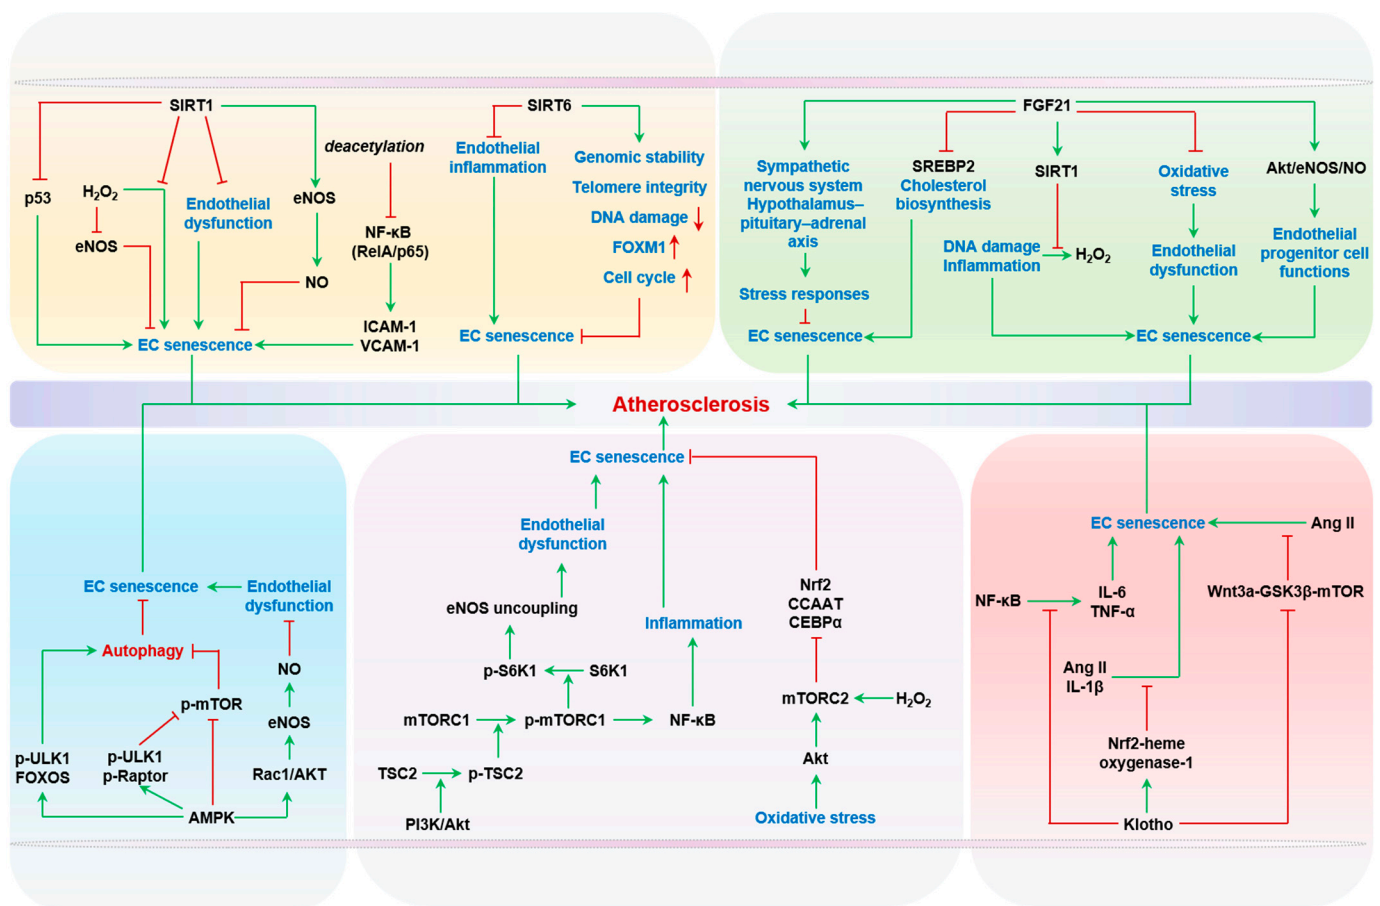 SIRT1
deacetylation
p53
H₂O₂
eNOS
Endothelial
dysfunction
eNOS
NF-κB
(RelA/p65)
NO
ICAM-1
VCAM-1
EC senescence
SIRT6
Endothelial
inflammation
Genomic stability
Telomere integrity
DNA damage
FOXM1
Cell cycle
EC senescence
FGF21
Sympathetic
nervous system
Hypothalamus–
pituitary–adrenal
axis
Stress responses
EC senescence
SREBP2
Cholesterol
biosynthesis
SIRT1
DNA damage
Inflammation
H₂O₂
Oxidative
stress
Endothelial
dysfunction
EC senescence
Akt/eNOS/NO
Endothelial
progenitor cell
functions
Atherosclerosis
EC senescence
Endothelial
dysfunction
Autophagy
NO
p-mTOR
eNOS
p-ULK1
FOXOS
p-ULK1
p-Raptor
Rac1/AKT
AMPK
EC senescence
Endothelial
dysfunction
eNOS uncoupling
Inflammation
p-S6K1
S6K1
mTORC1
p-mTORC1
NF-κB
TSC2
p-TSC2
PI3K/Akt
Nrf2
CCAAT
CEBPα
mTORC2
H₂O₂
Akt
Oxidative stress
EC senescence
Ang II
NF-κB
IL-6
TNF-α
Wnt3a-GSK3β-mTOR
Ang II
IL-1β
Nrf2-heme
oxygenase-1
Klotho